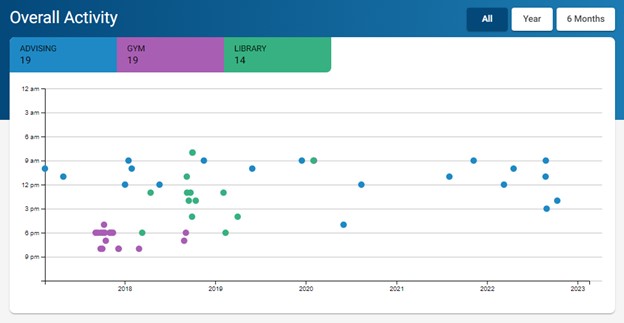 Overall Activity
All Year 6 Months
ADVISING GYM LIBRARY
19 19 14
12 am
3 am
6 am
9 am
12 pm
3 pm
6 pm
9 pm
2018 2019 2020 2021 2022 2023